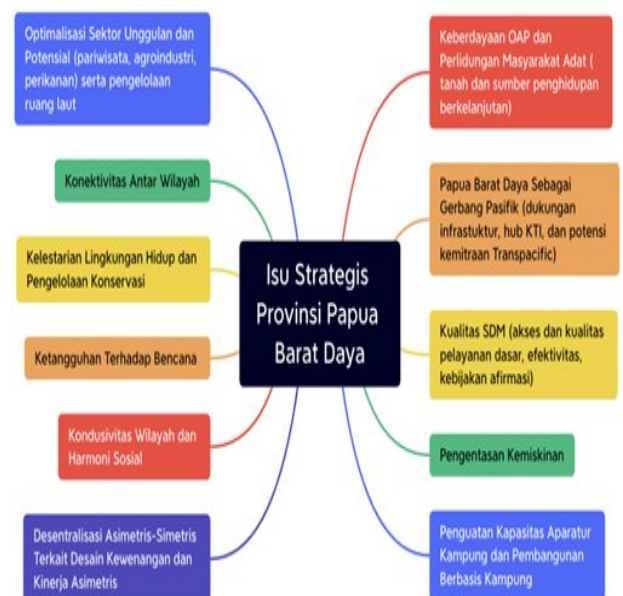 Optimalisasi Sektor Unggulan dan
Potensial (pariwisata, agroindustri,
perikanan) serta pengelolaan
ruang laut
Konektivitas Antar Wilayah
Kelestarian Lingkungan Hidup dan
Pengelolaan Konservasi
Ketangguhan Terhadap Bencana
Kondusivitas Wilayah dan
Harmoni Sosial
Desentralisasi Asimetris-Simetris
Terkait Desain Kewenangan dan
Kinerja Asimetris
Isu Strategis
Provinsi Papua
Barat Daya
Keberdayaan OAP dan
Perlidungan Masyarakat Adat (
tanah dan sumber penghidupan
berkelanjutan)
Papua Barat Daya Sebagai
Gerbang Pasifik (dukungan
infrastuktur, hub KTI, dan potensi
kemitraan Transpacific)
Kualitas SDM (akses dan kualitas
pelayanan dasar, efektivitas,
kebijakan afirmasi)
Pengentasan Kemiskinan
Penguatan Kapasitas Aparatur
Kampung dan Pembangunan
Berbasis Kampung